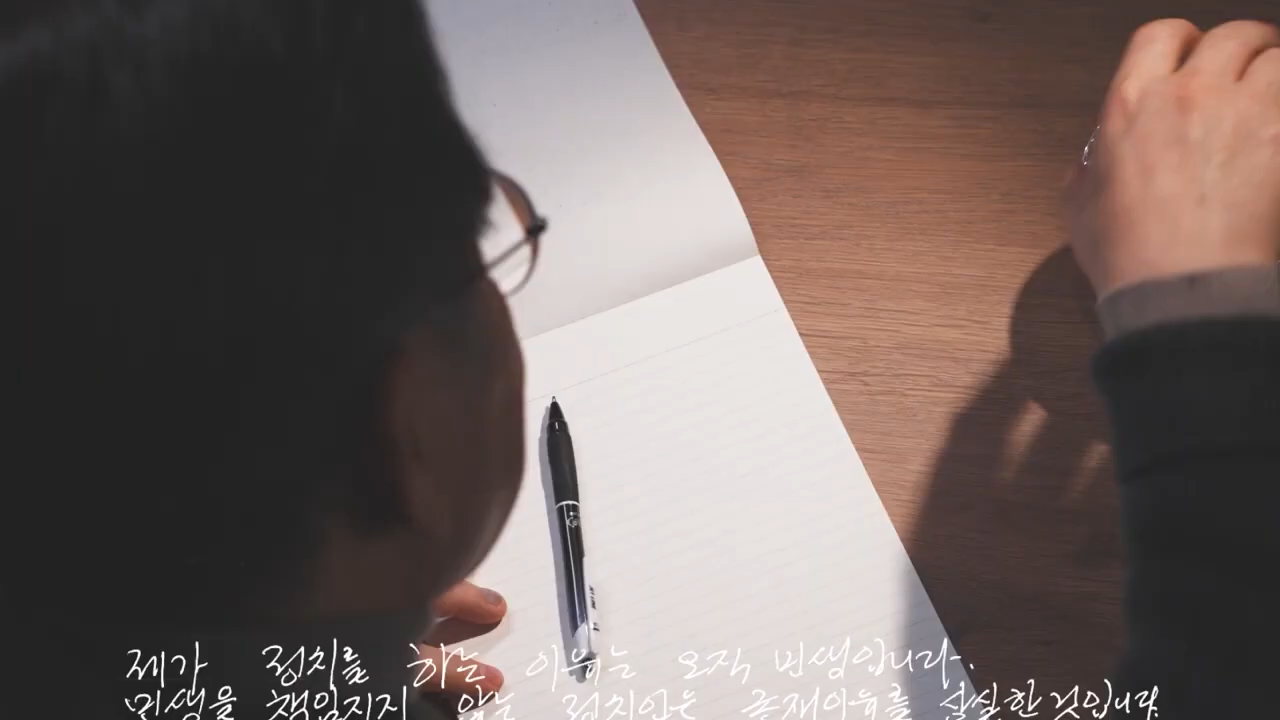 제가 정치를 하는 이유는 오직 민생입니다.
민생을 책임지지 않는 정치인은 존재이유를 상실한 것입니다